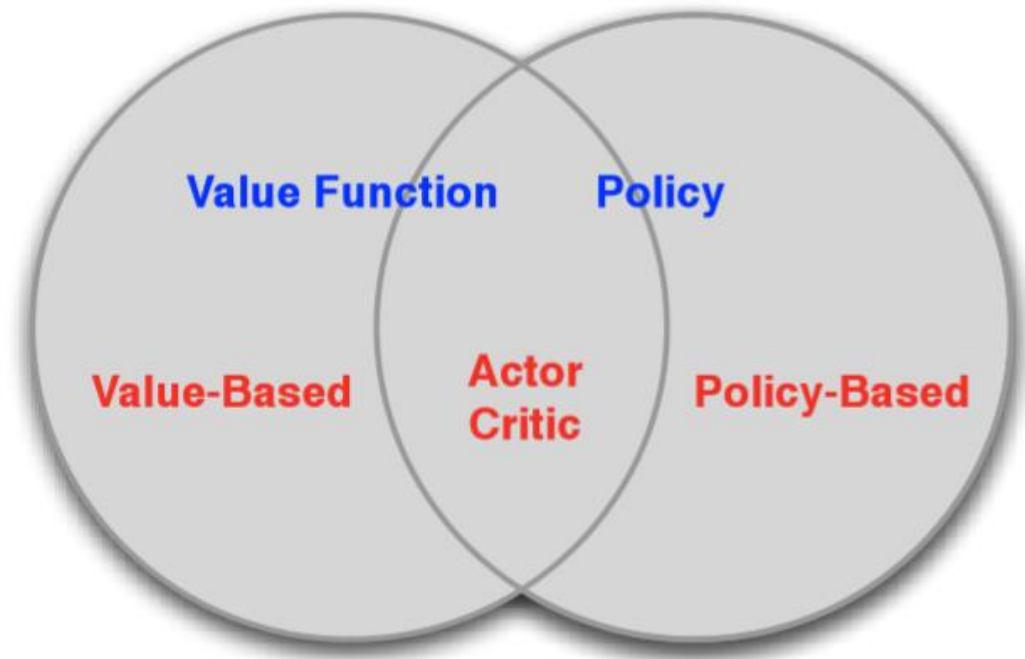 Value Function
Policy
Value-Based
Actor
Critic
Policy-Based